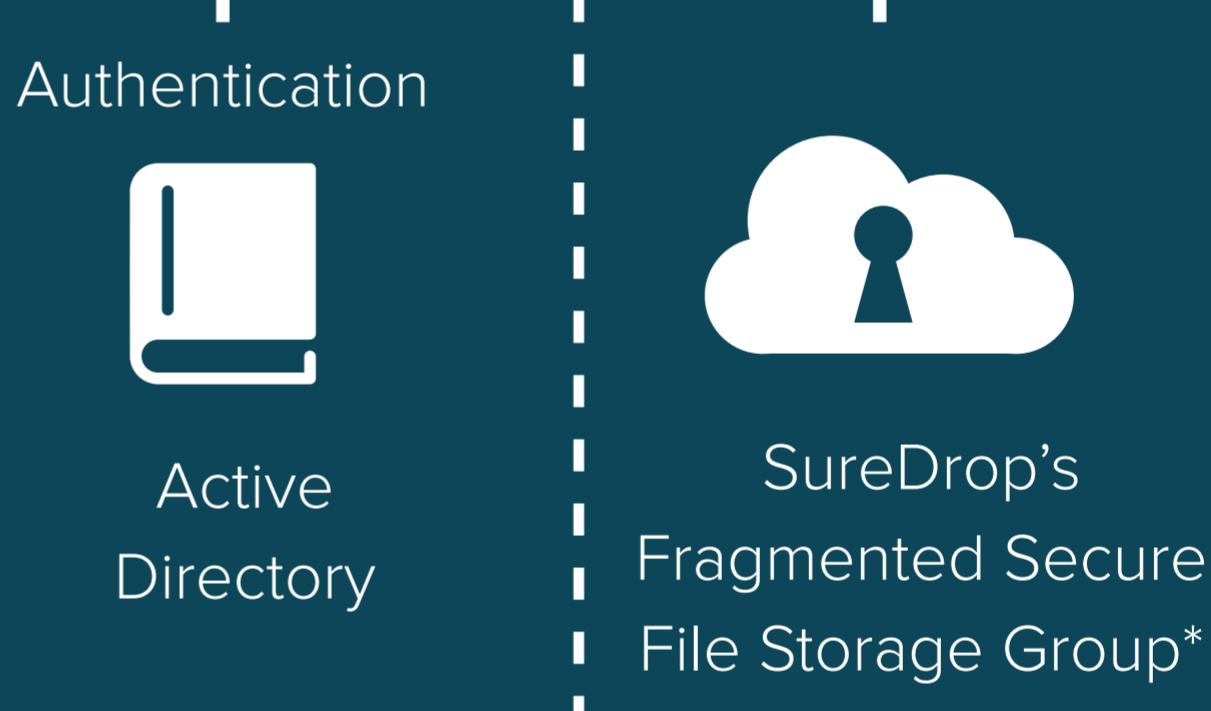 Authentication
Active
Directory
SureDrop’s
Fragmented Secure
File Storage Group*